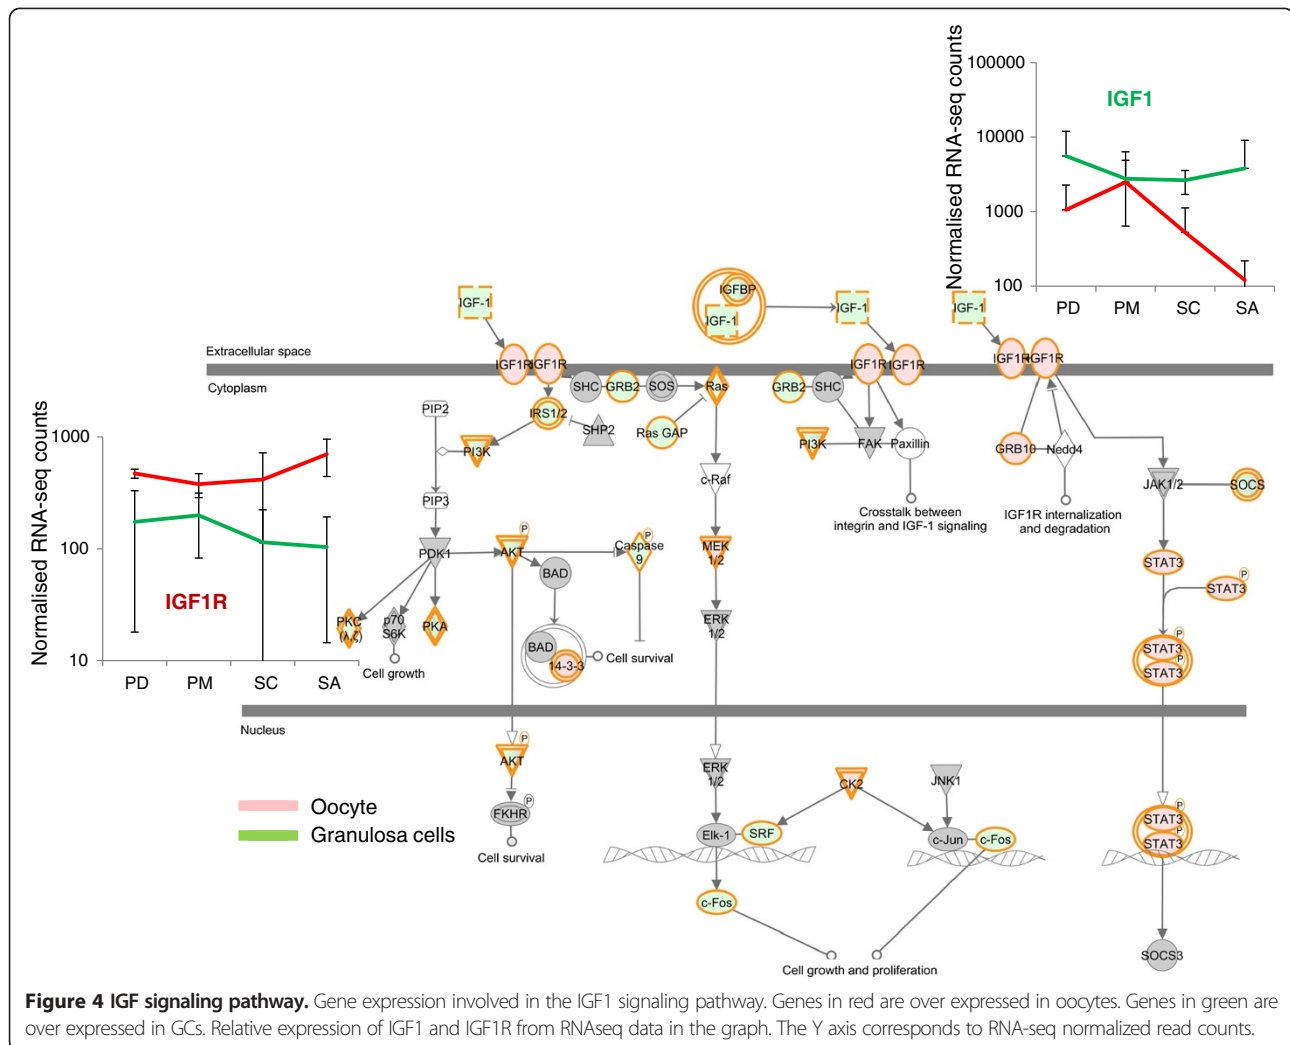 Normalised RNA-seq counts
100000
10000
1000
100
IGF1
PD PM SC SA
IGFBP
IGF-1
IGF-1
IGF-1
IGF-1
Extracellular space
IGF1R
IGF1R
IGF1R
IGF1R
IGF1R
IGF1R
Cytoplasm
SHC
GRB2
SOS
Ras
GRB2
SHC
PIP2
IRS1/2
SHP2
Ras GAP
PI3K
PI3K
FAK
Paxillin
GRB10
Nedd4
c-Raf
JAK1/2
SOCS
PIP3
Crosstalk between
integrin and IGF-1 signaling
IGF1R internalization
and degradation
Normalised RNA-seq counts
1000
100
10
IGF1R
PD PM SC SA
PDK1
P
AKT
P
Caspase
9
MEK
1/2
BAD
STAT3
P
STAT3
PKC
(λ,ζ)
p70
S6K
PKA
ERK
1/2
BAD
14-3-3
Cell survival
Cell growth
P
STAT3
P
STAT3
Nucleus
P
AKT
ERK
1/2
CK2
JNK1
P
FKHR
Cell survival
Elk-1
SRF
c-Jun
c-Fos
P
STAT3
P
STAT3
Oocyte
Granulosa cells
c-Fos
SOCS3
Cell growth and proliferation
Figure 4 IGF signaling pathway. Gene expression involved in the IGF1 signaling pathway. Genes in red are over expressed in oocytes. Genes in green are
over expressed in GCs. Relative expression of IGF1 and IGF1R from RNAseq data in the graph. The Y axis corresponds to RNA-seq normalized read counts.